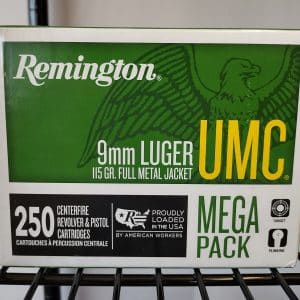 Remington®
9mm LUGER
115 GR. FULL METAL JACKET
UMC®
250
CENTERFIRE
REVOLVER & PISTOL
CARTRIDGES
CARTOUCHES À PERCUSSION CENTRALE
PROUDLY
LOADED
IN THE USA
BY AMERICAN WORKERS
MEGA
PACK
TARGET